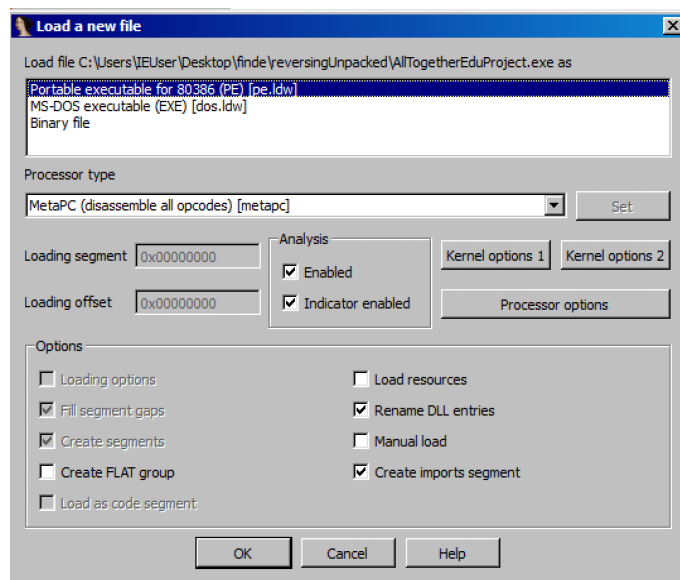 Load a new file
Load file C:\Users\IEUser\Desktop\finde\reversingUnpacked\AllTogetherEduProject.exe as
Portable executable for 80386 (PE) [pe.ldw]
MS-DOS executable (EXE) [dos.ldw]
Binary file
Processor type
MetaPC (disassemble all opcodes) [metapc]
Set
Analysis
Loading segment 0x00000000
Enabled
Kernel options 1 Kernel options 2
Loading offset 0x00000000
Indicator enabled
Processor options
Options
Loading options
Load resources
Fill segment gaps
Rename DLL entries
Create segments
Manual load
Create FLAT group
Create imports segment
Load as code segment
OK Cancel Help